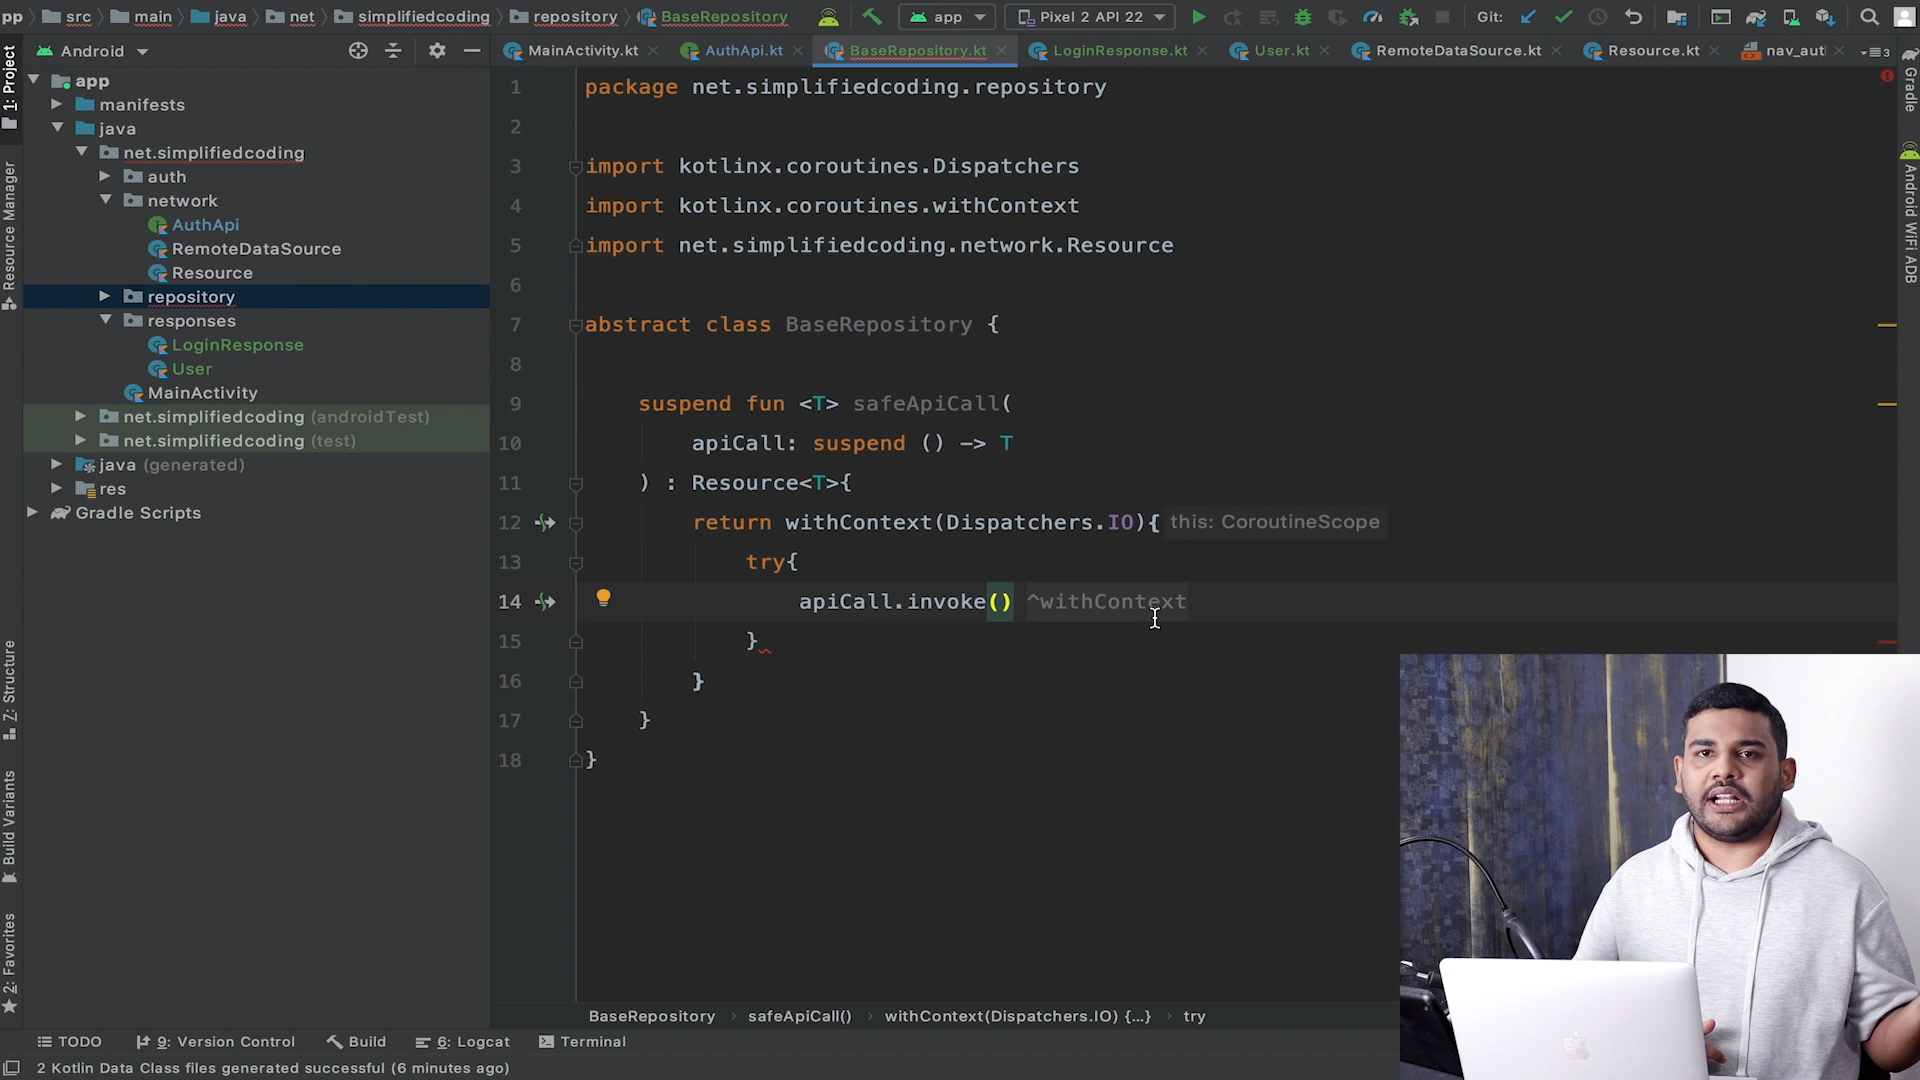 pp src main java net simplifiedcoding repository BaseRepository app Pixel 2 API 22 Git:
Android
MainActivity.kt AuthApi.kt BaseRepository.kt LoginResponse.kt User.kt RemoteDataSource.kt Resource.kt nav_aut 3
1: Project
Resource Manager
Z: Structure
Build Variants
2: Favorites
app
manifests
java
net.simplifiedcoding
auth
network
AuthApi
RemoteDataSource
Resource
repository
responses
LoginResponse
User
MainActivity
net.simplifiedcoding (androidTest)
net.simplifiedcoding (test)
java (generated)
res
Gradle Scripts
1 package net.simplifiedcoding.repository
2
3 import kotlinx.coroutines.Dispatchers
4 import kotlinx.coroutines.withContext
5 import net.simplifiedcoding.network.Resource
6
7 abstract class BaseRepository {
8
9 suspend fun <T> safeApiCall(
10 apiCall: suspend () -> T
11 ) : Resource<T>{
12 return withContext(Dispatchers.IO){ this: CoroutineScope
13 try{
14 apiCall.invoke() ^withContext
15 }
16 }
17 }
18 }
Gradle
Android WiFi ADB
BaseRepository › safeApiCall() › withContext(Dispatchers.IO) {...} › try
TODO 9: Version Control Build 6: Logcat Terminal
2 Kotlin Data Class files generated successful (6 minutes ago)